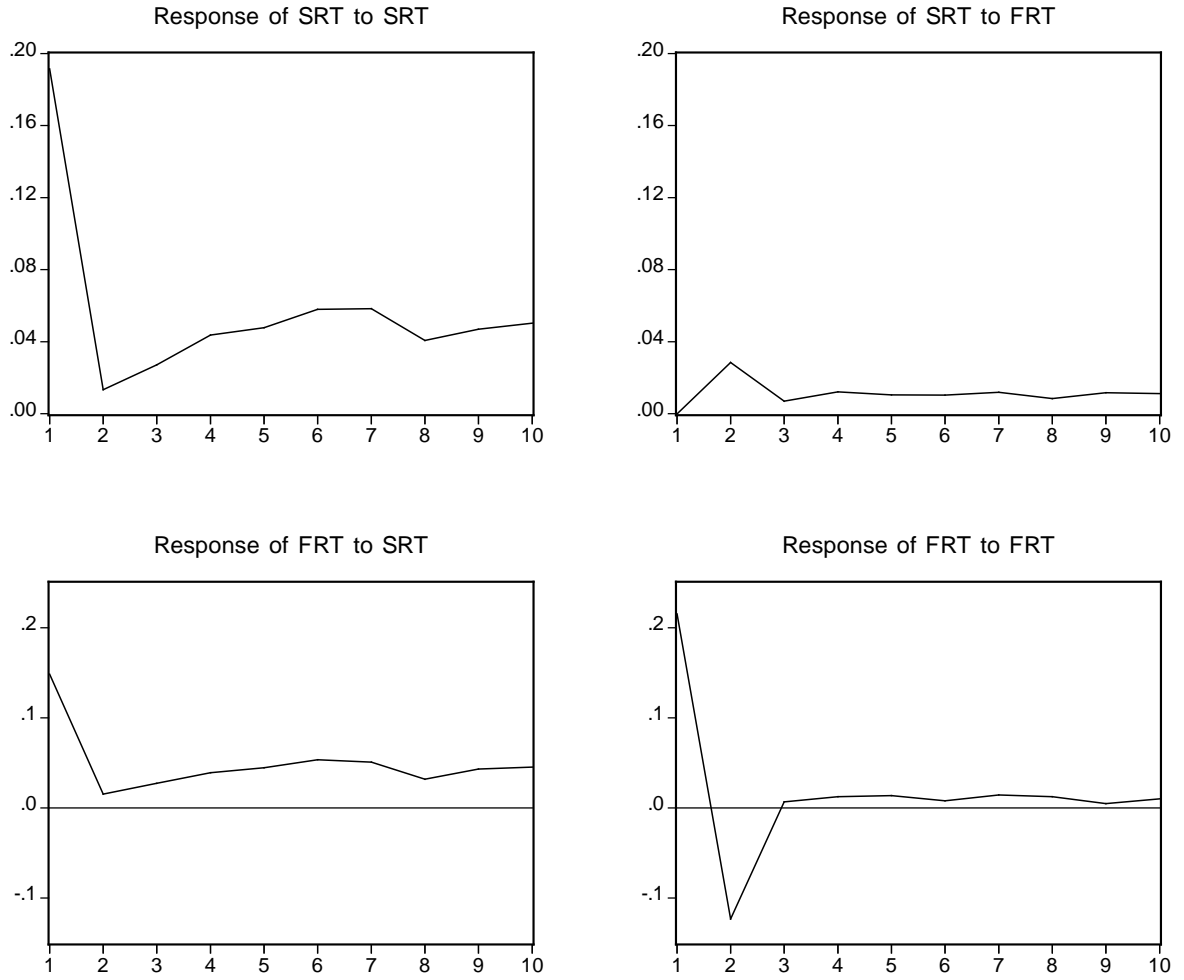 Response of SRT to SRT
.20
.16
.12
.08
.04
.00
1 2 3 4 5 6 7 8 9 10
Response of SRT to FRT
.20
.16
.12
.08
.04
.00
1 2 3 4 5 6 7 8 9 10
Response of FRT to SRT
.2
.1
.0
-.1
1 2 3 4 5 6 7 8 9 10
Response of FRT to FRT
.2
.1
.0
-.1
1 2 3 4 5 6 7 8 9 10